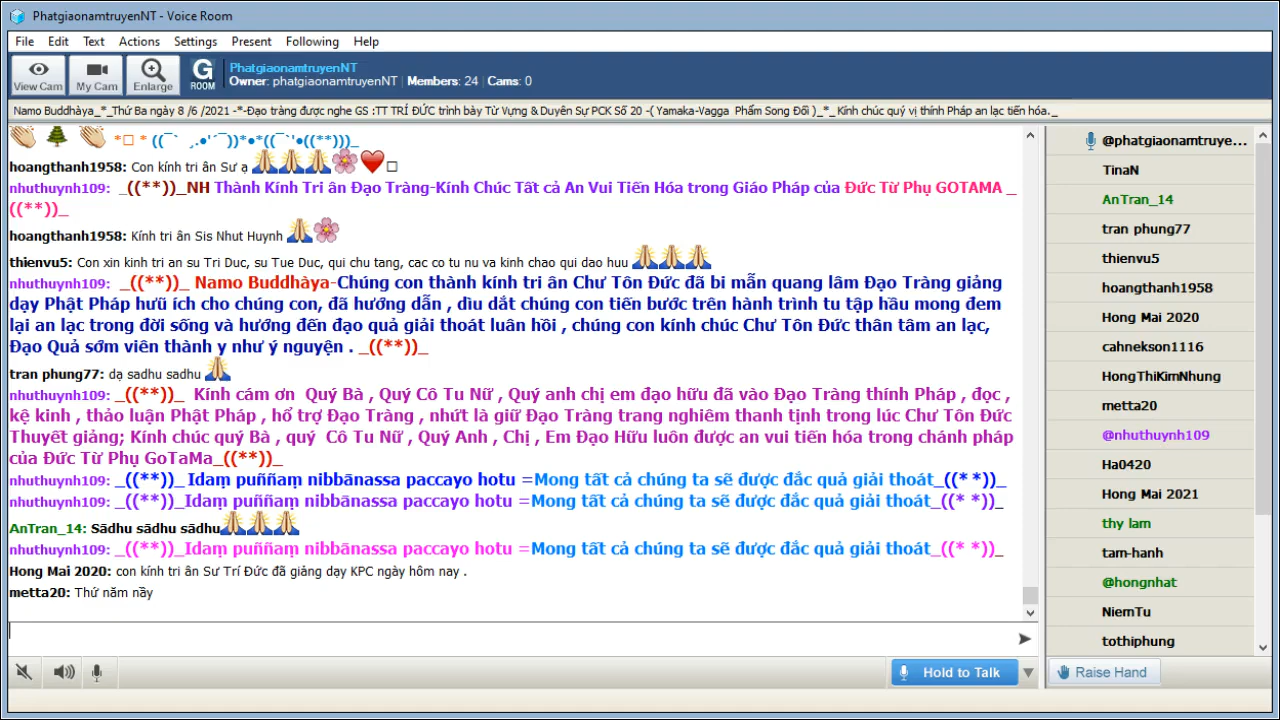 PhatgiaonamtruyenNT - Voice Room
File Edit Text Actions Settings Present Following Help
View Cam My Cam Enlarge G ROOM
PhatgiaonamtruyenNT
Owner: phatgiaonamtruyenNT | Members: 24 | Cams: 0
Namo Buddhàya_*_Thứ Ba ngày 8 /6 /2021 -*-Đạo tràng được nghe GS :TT TRÍ ĐỨC trình bày Từ Vựng & Duyên Sự PCK Số 20 -( Yamaka-Vagga Phẩm Song Đối )_*_ Kính chúc quý vị thính Pháp an lạc tiến hóa._
*□ * ((¯` ¸.•'´¯))*•*((¯`'•((**)))_
hoangthanh1958: Con kính tri ân Sư ạ □
nhuthuynh109: _((**))_NH Thành Kính Tri ân Đạo Tràng-Kính Chúc Tất cả An Vui Tiến Hóa trong Giáo Pháp của Đức Từ Phụ GOTAMA _
((**))_
hoangthanh1958: Kính tri ân Sis Nhut Huynh
thienvu5: Con xin kinh tri an su Tri Duc, su Tue Duc, qui chu tang, cac co tu nu va kinh chao qui dao huu
nhuthuynh109: _((**))_ Namo Buddhàya-Chúng con thành kính tri ân Chư Tôn Đức đã bi mẫn quang lâm Đạo Tràng giảng
dạy Phật Pháp hưũ ích cho chúng con, đã hướng dẫn , dìu dắt chúng con tiến bước trên hành trình tu tập hầu mong đem
lại an lạc trong đời sống và hướng đến đạo quả giải thoát luân hồi , chúng con kính chúc Chư Tôn Đức thân tâm an lạc,
Đạo Quả sớm viên thành y như ý nguyện . _((**))_
tran phung77: dạ sadhu sadhu
nhuthuynh109: _((**))_ Kính cám ơn Quý Bà , Quý Cô Tu Nữ , Quý anh chị em đạo hữu đã vào Đạo Tràng thính Pháp , đọc ,
kệ kinh , thảo luận Phật Pháp , hổ trợ Đạo Tràng , nhứt là giữ Đạo Tràng trang nghiêm thanh tịnh trong lúc Chư Tôn Đức
Thuyết giảng; Kính chúc quý Bà , quý Cô Tu Nữ , Quý Anh , Chị , Em Đạo Hữu luôn được an vui tiến hóa trong chánh pháp
của Đức Từ Phụ GoTaMa_((**))_
nhuthuynh109: _((**))_Idaṃ puññaṃ nibbānassa paccayo hotu =Mong tất cả chúng ta sẽ được đắc quả giải thoát_((* *))_
nhuthuynh109: _((**))_Idaṃ puññaṃ nibbānassa paccayo hotu =Mong tất cả chúng ta sẽ được đắc quả giải thoát_((* *))_
AnTran_14: Sādhu sādhu sādhu
nhuthuynh109: _((**))_Idaṃ puññaṃ nibbānassa paccayo hotu =Mong tất cả chúng ta sẽ được đắc quả giải thoát_((* *))_
Hong Mai 2020: con kính tri ân Sư Trí Đức đã giảng dạy KPC ngày hôm nay .
metta20: Thứ năm nầy
Hold to Talk
@phatgiaonamtruye...
TinaN
AnTran_14
tran phung77
thienvu5
hoangthanh1958
Hong Mai 2020
cahnekson1116
HongThiKimNhung
metta20
@nhuthuynh109
Ha0420
Hong Mai 2021
thy lam
tam-hanh
@hongnhat
NiemTu
tothiphung
Raise Hand